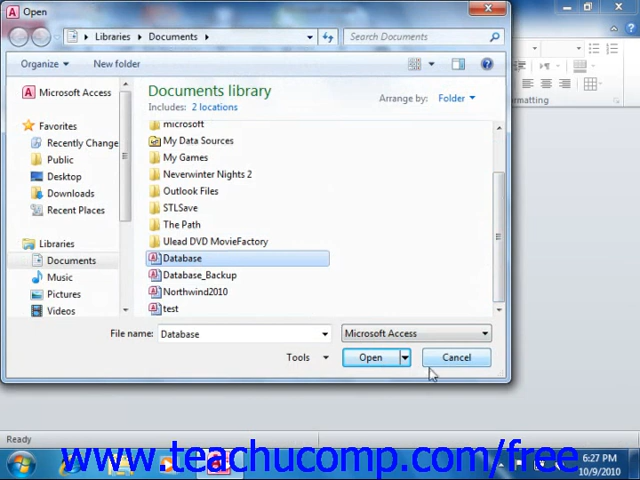 Open
Libraries Documents
Search Documents
Organize New folder
Microsoft Access
Documents library
Includes: 2 locations
Arrange by: Folder
Favorites
Recently Change
Public
Desktop
Downloads
Recent Places
Libraries
Documents
Music
Pictures
Videos
microsoft
My Data Sources
My Games
Neverwinter Nights 2
Outlook Files
STLSave
The Path
Ulead DVD MovieFactory
Database
Database_Backup
Northwind2010
test
File name: Database
Microsoft Access
Tools Open Cancel
Ready
www.teachucomp.com/free
6:27 PM
10/9/2010